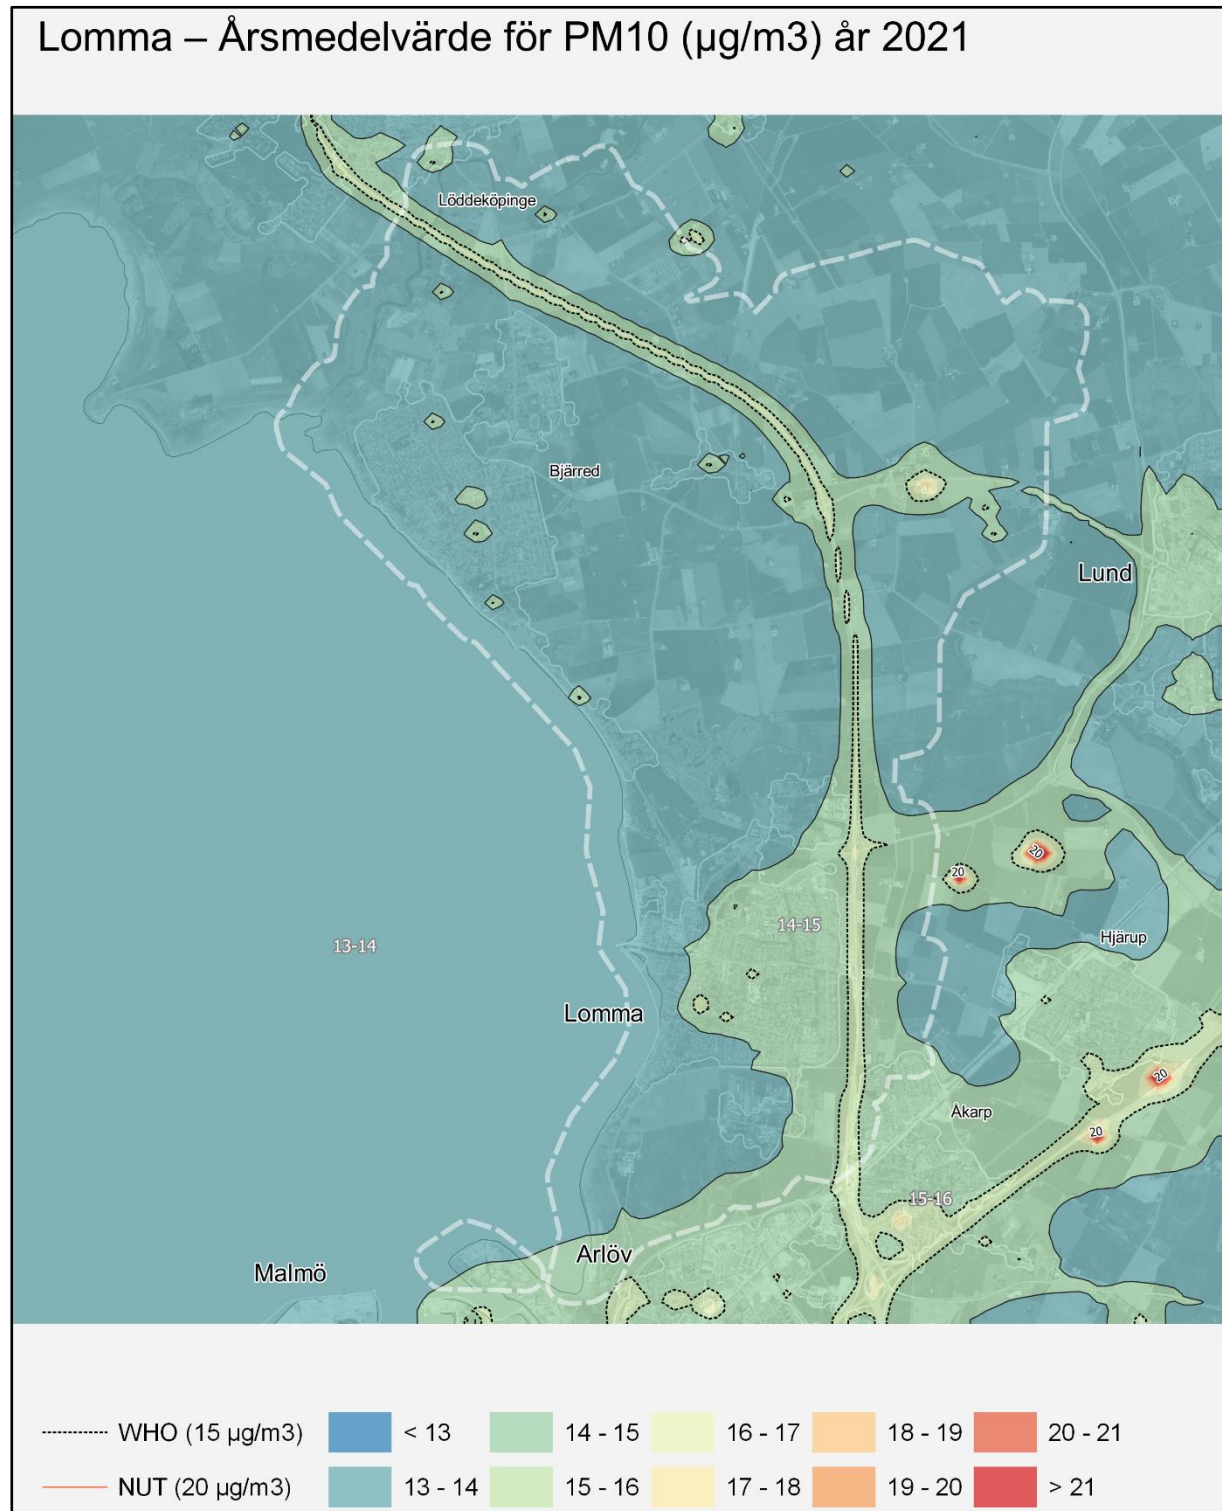 Lomma – Årsmedelvärde för PM10 (µg/m3) år 2021
Löddeköpinge
Bjärred
Lund
20
20
14-15
13-14
Hjärup
Lomma
20
Åkarp
20
15-16
Arlöv
Malmö
WHO (15 µg/m3) < 13 14 - 15 16 - 17 18 - 19 20 - 21
NUT (20 µg/m3) 13 - 14 15 - 16 17 - 18 19 - 20 > 21